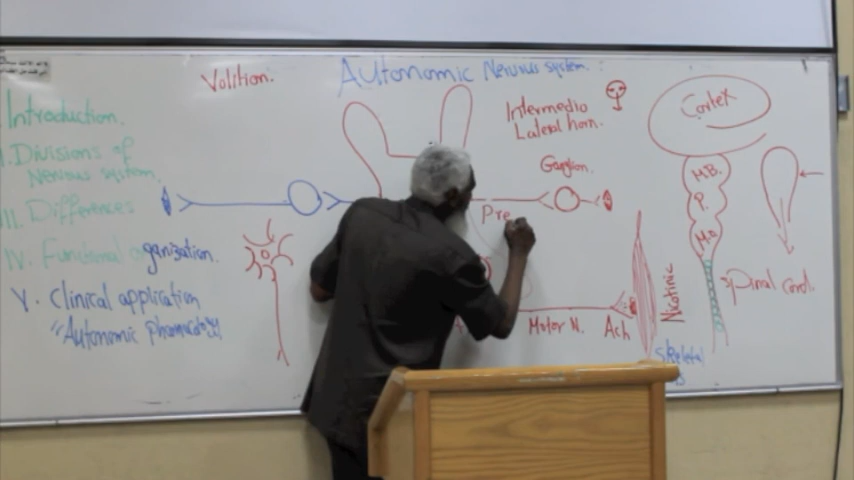 Volition.
Autonomic Nervous system.
Introduction.
I. Divisions of
Nervous system.
III. Differences
IV. Functional organization.
V. Clinical application
"Autonomic pharmacology
Intermedio
Lateral horn.
Ganglion.
Pre
Motor N.
Ach
Nicotinic
Skeletal
Cortex
M.B.
P.
M.O
Spinal cord.